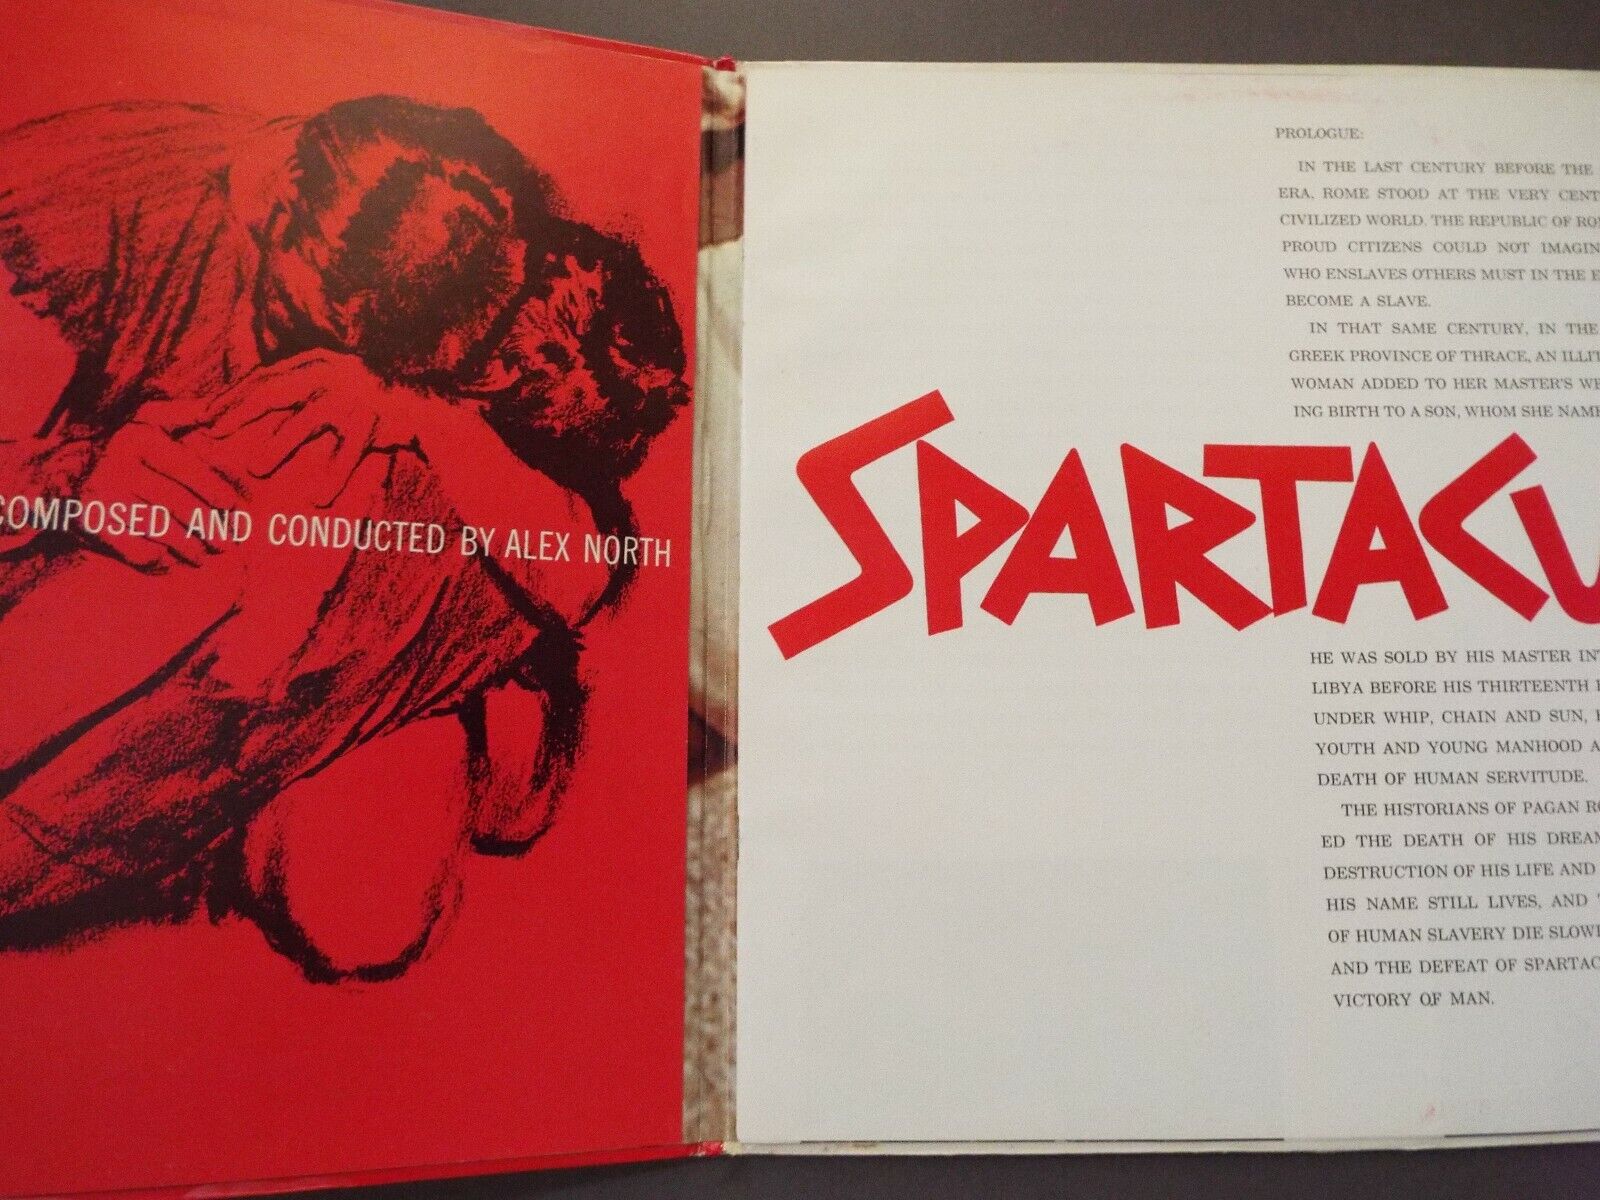 COMPOSED AND CONDUCTED BY ALEX NORTH
PROLOGUE:
IN THE LAST CENTURY BEFORE THE
ERA, ROME STOOD AT THE VERY CENT
CIVILIZED WORLD. THE REPUBLIC OF RO
PROUD CITIZENS COULD NOT IMAGIN
WHO ENSLAVES OTHERS MUST IN THE E
BECOME A SLAVE.
IN THAT SAME CENTURY, IN THE
GREEK PROVINCE OF THRACE, AN ILLIT
WOMAN ADDED TO HER MASTER'S WE
ING BIRTH TO A SON, WHOM SHE NAME
SPARTACU
HE WAS SOLD BY HIS MASTER INT
LIBYA BEFORE HIS THIRTEENTH
UNDER WHIP, CHAIN AND SUN,
YOUTH AND YOUNG MANHOOD A
DEATH OF HUMAN SERVITUDE.
THE HISTORIANS OF PAGAN RO
ED THE DEATH OF HIS DREAM
DESTRUCTION OF HIS LIFE AND
HIS NAME STILL LIVES, AND
OF HUMAN SLAVERY DIE SLOW
AND THE DEFEAT OF SPARTAC
VICTORY OF MAN.